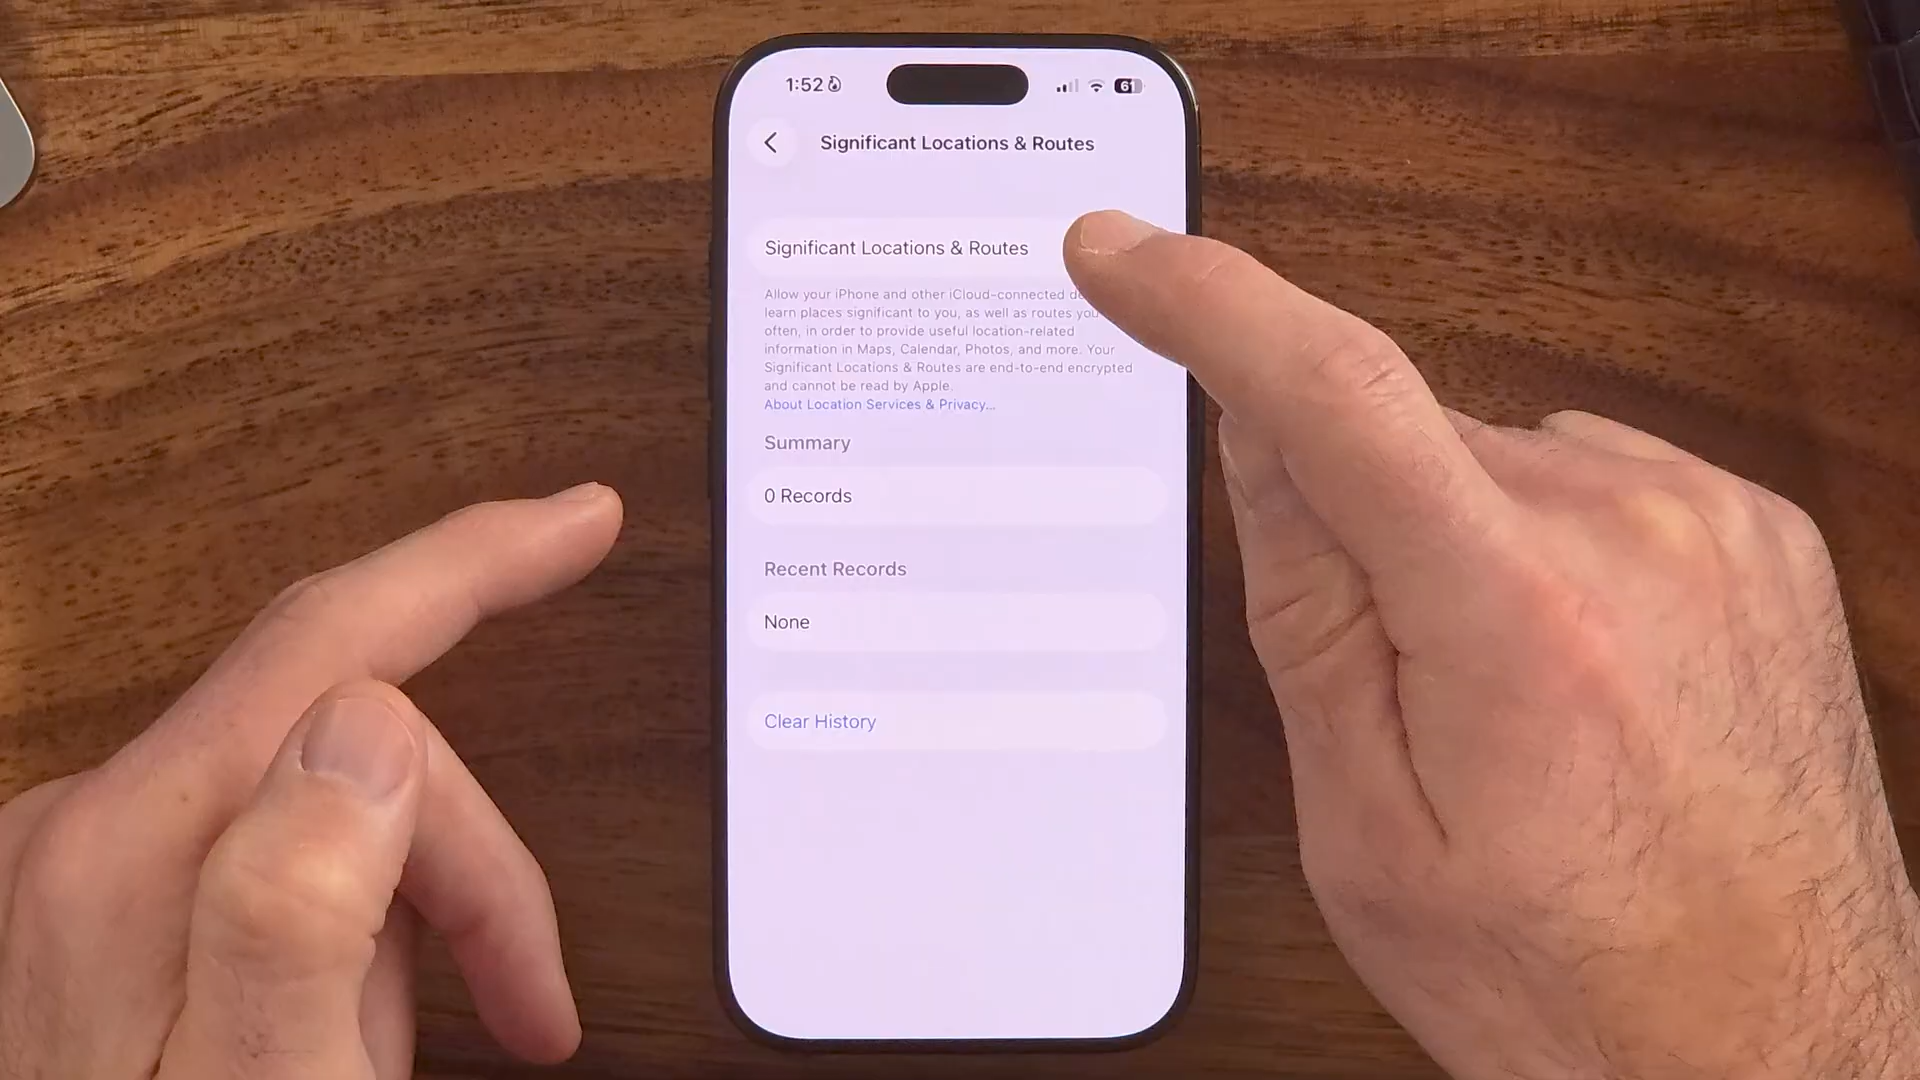 1:52
61
Significant Locations & Routes
Significant Locations & Routes
Allow your iPhone and other iCloud-connected
learn places significant to you, as well as routes you
often, in order to provide useful location-related
information in Maps, Calendar, Photos, and more. Your
Significant Locations & Routes are end-to-end encrypted
and cannot be read by Apple.
About Location Services & Privacy...
Summary
0 Records
Recent Records
None
Clear History